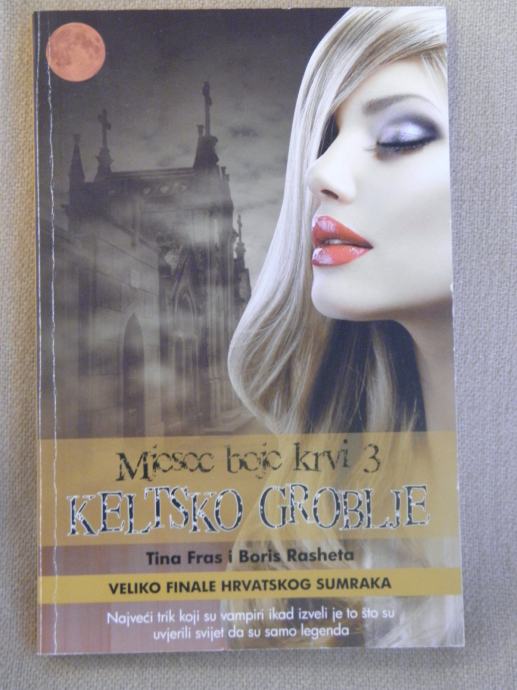 Mjesec boje krvi 3
KELTSKO GROBLJE
Tina Fras i Boris Rasheta
VELIKO FINALE HRVATSKOG SUMRAKA
Najveći trik koji su vampiri ikad izveli je to što su
uvjerili svijet da su samo legenda